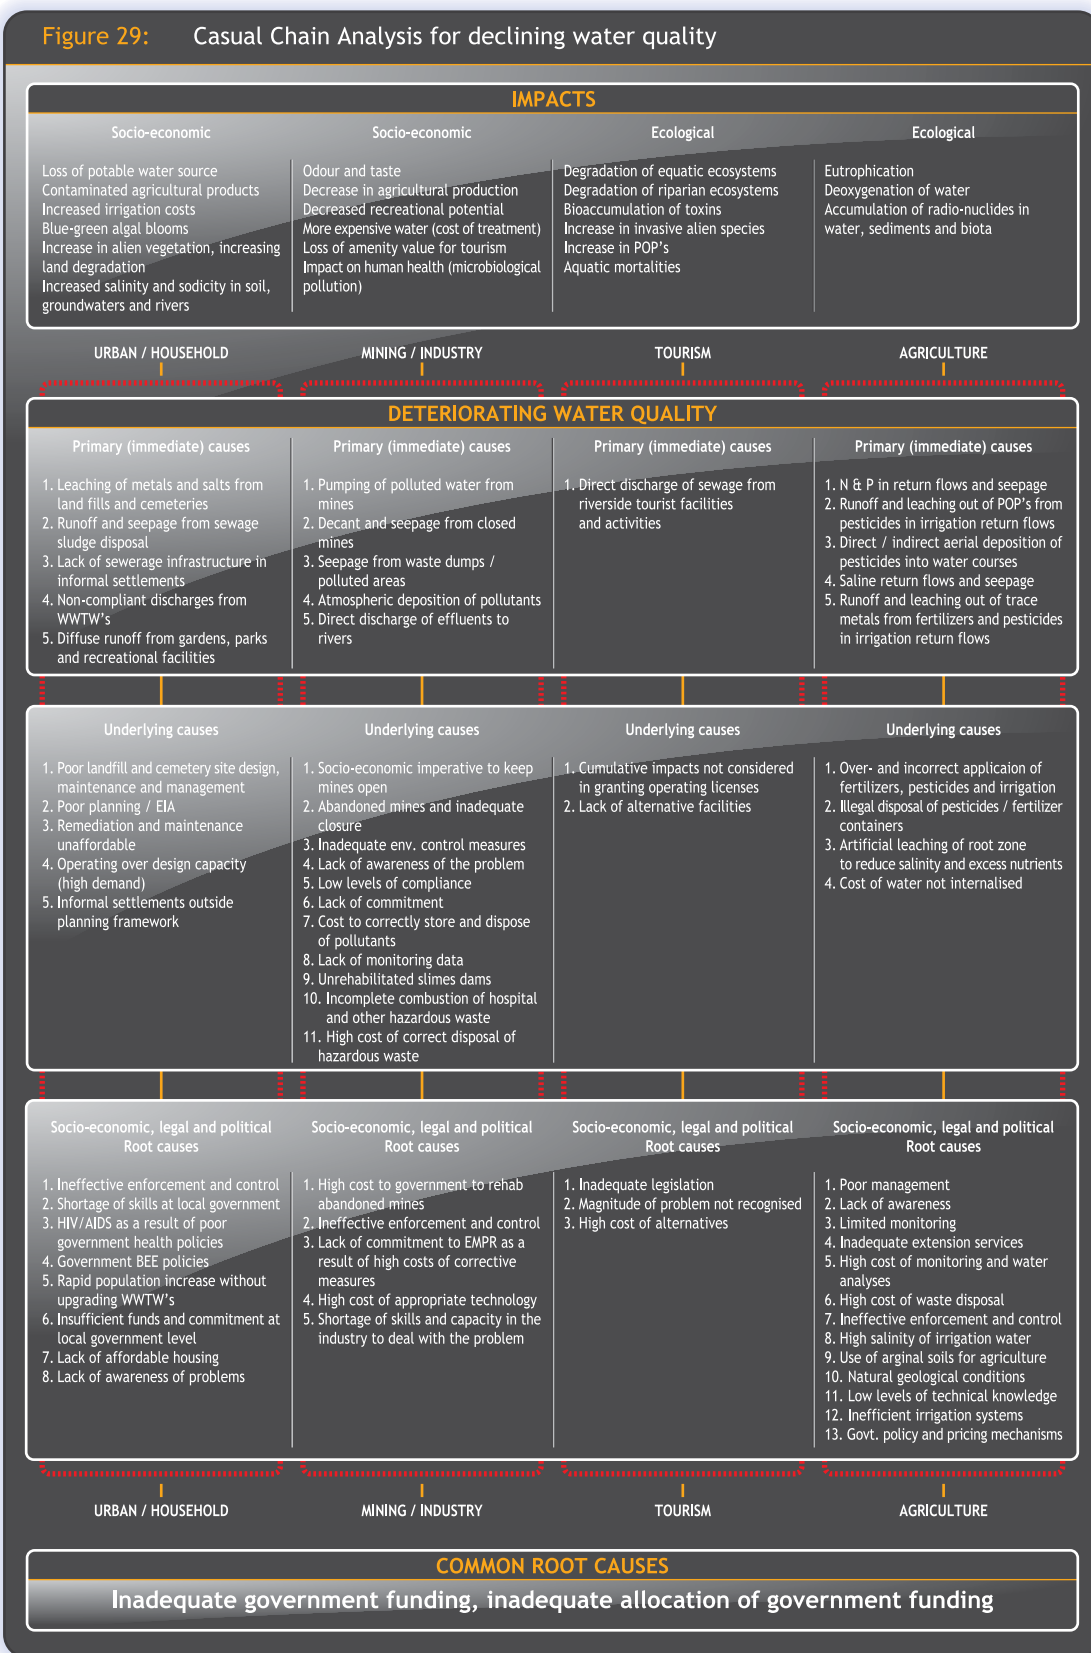 Figure 29: Casual Chain Analysis for declining water quality
IMPACTS
Socio-economic
Loss of potable water source
Contaminated agricultural products
Increased irrigation costs
Blue-green algal blooms
Increase in alien vegetation, increasing
land degradation
Increased salinity and sodicity in soil,
groundwaters and rivers
Socio-economic
Odour and taste
Decrease in agricultural production
Decreased recreational potential
More expensive water (cost of treatment)
Loss of amenity value for tourism
Impact on human health (microbiological
pollution)
Ecological
Degradation of equatic ecosystems
Degradation of riparian ecosystems
Bioaccumulation of toxins
Increase in invasive alien species
Increase in POP's
Aquatic mortalities
Ecological
Eutrophication
Deoxygenation of water
Accumulation of radio-nuclides in
water, sediments and biota
URBAN / HOUSEHOLD
MINING / INDUSTRY
TOURISM
AGRICULTURE
DETERIORATING WATER QUALITY
Primary (immediate) causes
1. Leaching of metals and salts from
land fills and cemeteries
2. Runoff and seepage from sewage
sludge disposal
3. Lack of sewerage infrastructure in
informal settlements
4. Non-compliant discharges from
WWTW's
5. Diffuse runoff from gardens, parks
and recreational facilities
Primary (immediate) causes
1. Pumping of polluted water from
mines
2. Decant and seepage from closed
mines
3. Seepage from waste dumps /
polluted areas
4. Atmospheric deposition of pollutants
5. Direct discharge of effluents to
rivers
Primary (immediate) causes
1. Direct discharge of sewage from
riverside tourist facilities
and activities
Primary (immediate) causes
1. N & P in return flows and seepage
2. Runoff and leaching out of POP's from
pesticides in irrigation return flows
3. Direct / indirect aerial deposition of
pesticides into water courses
4. Saline return flows and seepage
5. Runoff and leaching out of trace
metals from fertilizers and pesticides
in irrigation return flows
Underlying causes
1. Poor landfill and cemetery site design,
maintenance and management
2. Poor planning / EIA
3. Remediation and maintenance
unaffordable
4. Operating over design capacity
(high demand)
5. Informal settlements outside
planning framework
Underlying causes
1. Socio-economic imperative to keep
mines open
2. Abandoned mines and inadequate
closure
3. Inadequate env. control measures
4. Lack of awareness of the problem
5. Low levels of compliance
6. Lack of commitment
7. Cost to correctly store and dispose
of pollutants
8. Lack of monitoring data
9. Unrehabilitated slimes dams
10. Incomplete combustion of hospital
and other hazardous waste
11. High cost of correct disposal of
hazardous waste
Underlying causes
1. Cumulative impacts not considered
in granting operating licenses
2. Lack of alternative facilities
Underlying causes
1. Over- and incorrect applicaion of
fertilizers, pesticides and irrigation
2. Illegal disposal of pesticides / fertilizer
containers
3. Artificial leaching of root zone
to reduce salinity and excess nutrients
4. Cost of water not internalised
Socio-economic, legal and political
Root causes
1. Ineffective enforcement and control
2. Shortage of skills at local government
3. HIV/AIDS as a result of poor
government health policies
4. Government BEE policies
5. Rapid population increase without
upgrading WWTW's
6. Insufficient funds and commitment at
local government level
7. Lack of affordable housing
8. Lack of awareness of problems
Socio-economic, legal and political
Root causes
1. High cost to government to rehab
abandoned mines
2. Ineffective enforcement and control
3. Lack of commitment to EMPR as a
result of high costs of corrective
measures
4. High cost of appropriate technology
5. Shortage of skills and capacity in the
industry to deal with the problem
Socio-economic, legal and political
Root causes
1. Inadequate legislation
2. Magnitude of problem not recognised
3. High cost of alternatives
Socio-economic, legal and political
Root causes
1. Poor management
2. Lack of awareness
3. Limited monitoring
4. Inadequate extension services
5. High cost of monitoring and water
analyses
6. High cost of waste disposal
7. Ineffective enforcement and control
8. High salinity of irrigation water
9. Use of arginal soils for agriculture
10. Natural geological conditions
11. Low levels of technical knowledge
12. Inefficient irrigation systems
13. Govt. policy and pricing mechanisms
URBAN / HOUSEHOLD
MINING / INDUSTRY
TOURISM
AGRICULTURE
COMMON ROOT CAUSES
Inadequate government funding, inadequate allocation of government funding